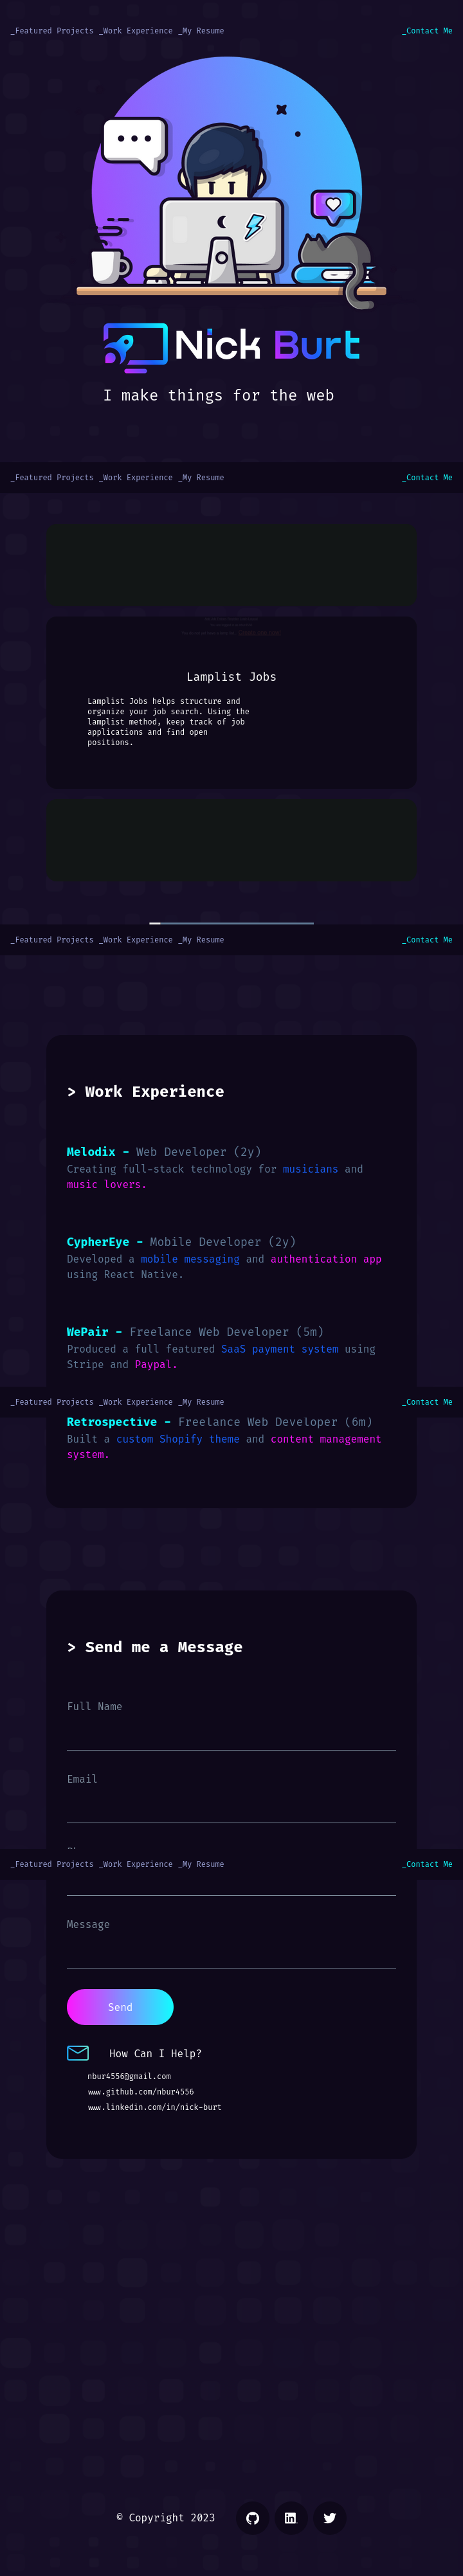 _Featured Projects _Work Experience _My Resume _Contact Me
Nick Burt
I make things for the web
_Featured Projects _Work Experience _My Resume _Contact Me
Lamplist Jobs
Lamplist Jobs helps structure and
organize your job search. Using the
lamplist method, keep track of job
applications and find open
positions.
_Featured Projects _Work Experience _My Resume _Contact Me
> Work Experience
Melodix - Web Developer (2y)
Creating full-stack technology for musicians and
music lovers.
CypherEye - Mobile Developer (2y)
Developed a mobile messaging and authentication app
using React Native.
WePair - Freelance Web Developer (5m)
Produced a full featured SaaS payment system using
Stripe and Paypal.
_Featured Projects _Work Experience _My Resume _Contact Me
Retrospective - Freelance Web Developer (6m)
Built a custom Shopify theme and content management
system.
> Send me a Message
Full Name
Email
_Featured Projects _Work Experience _My Resume _Contact Me
Message
Send
How Can I Help?
nbur4556@gmail.com
www.github.com/nbur4556
www.linkedin.com/in/nick-burt
© Copyright 2023